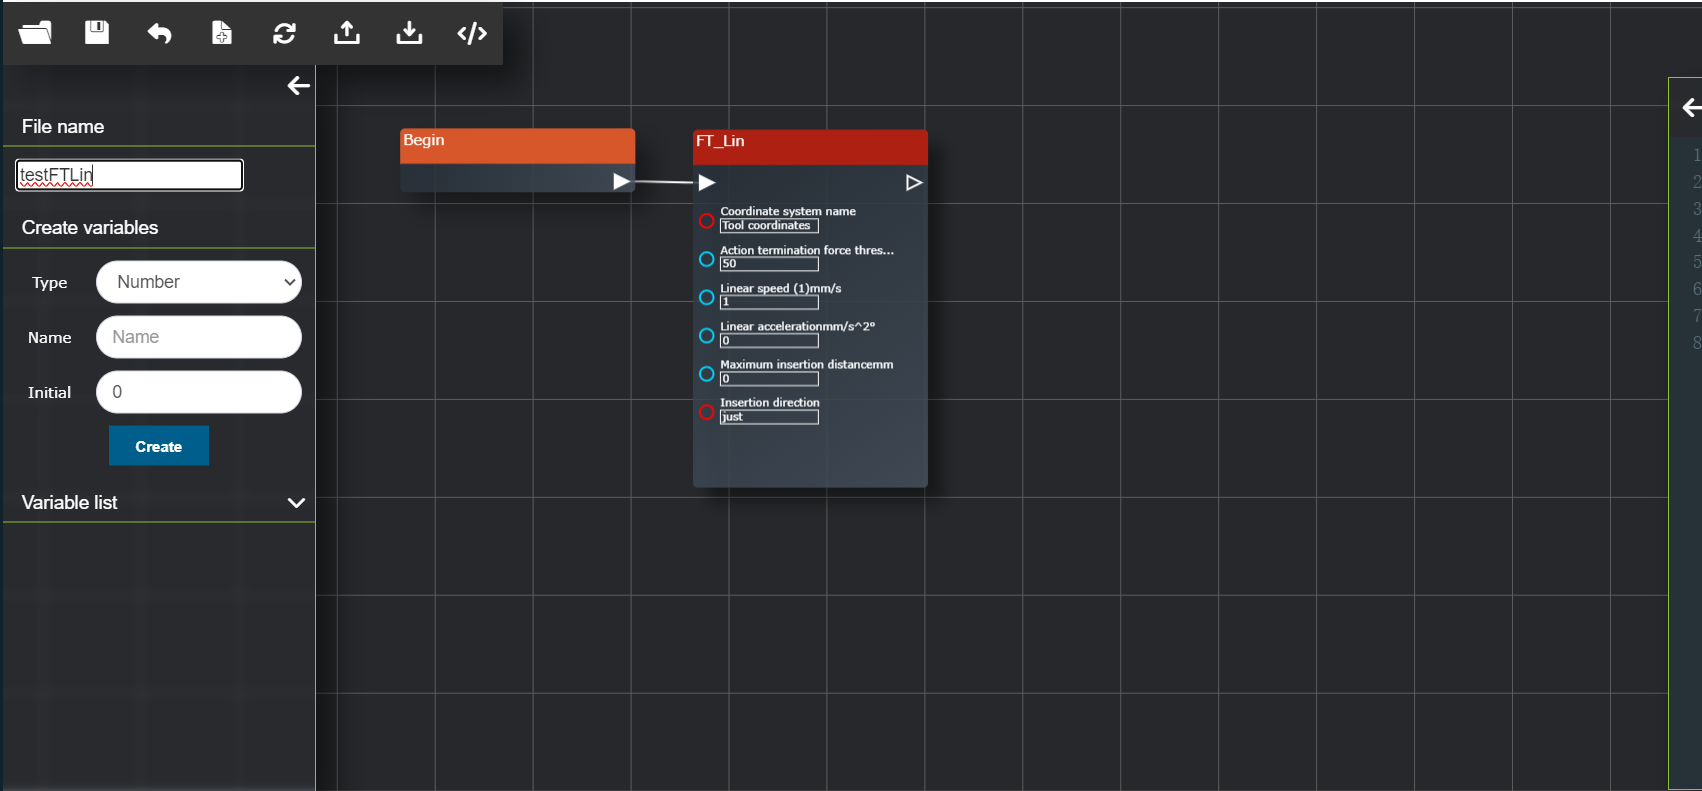 File name
testFTLin
Create variables
Type
Number
Name
Name
Initial
0
Create
Variable list
Begin
FT_Lin
Coordinate system name
Tool coordinates
Action termination force thres...
50
Linear speed (1)mm/s
1
Linear accelerationmm/s^2°
0
Maximum insertion distancemm
0
Insertion direction
just
1
2
3
4
5
6
7
8